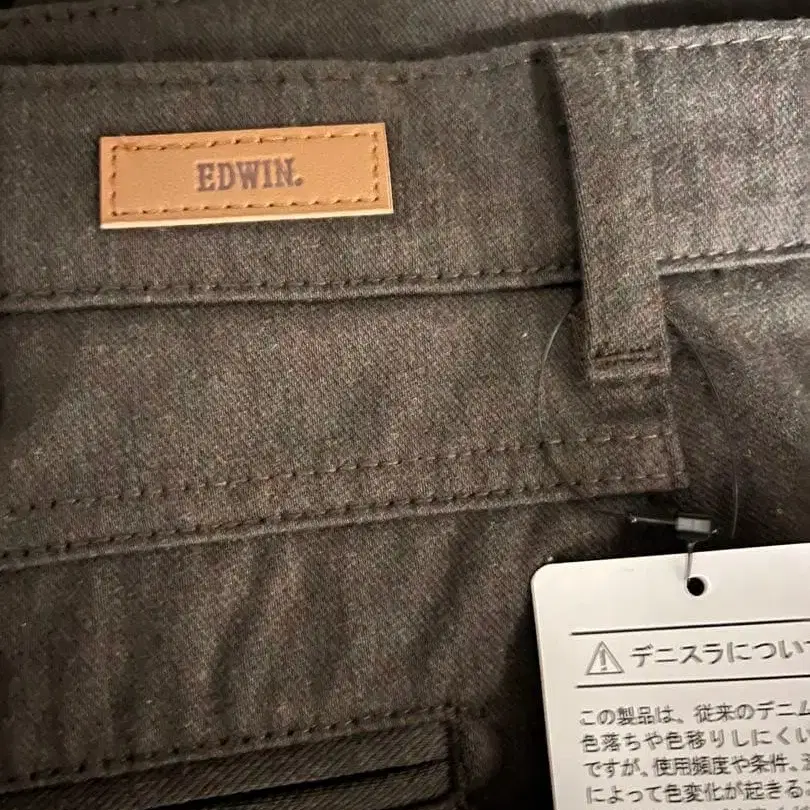 EDWIN.
デニスラについて
この製品は、従来のデニム
色落ちや色移りしにくい
ですが、使用頻度や条件、
によって色変化が起きる